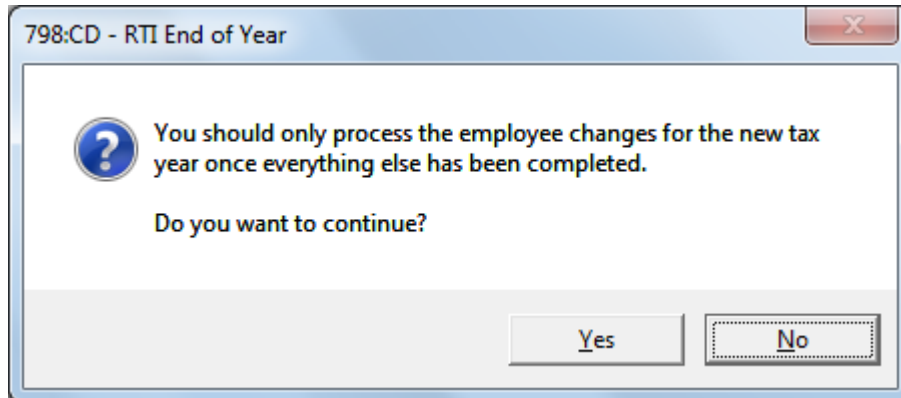 798:CD - RTI End of Year
You should only process the employee changes for the new tax
year once everything else has been completed.
Do you want to continue?
Yes
No